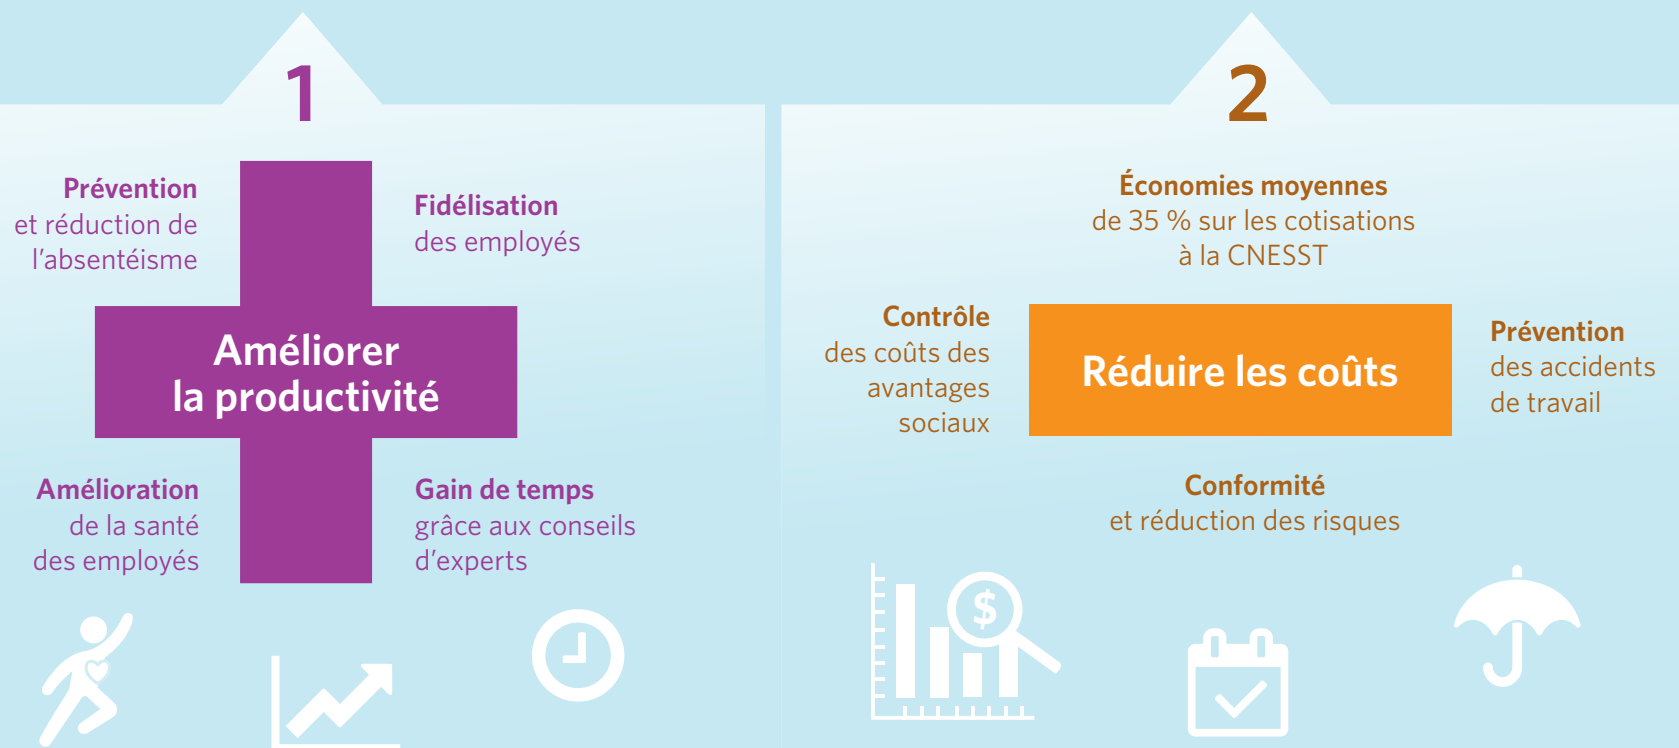 1
Prévention
et réduction de
l’absentéisme
Fidélisation
des employés
Améliorer
la productivité
Amélioration
de la santé
des employés
Gain de temps
grâce aux conseils
d’experts
2
Économies moyennes
de 35 % sur les cotisations
à la CNESST
Contrôle
des coûts des
avantages
sociaux
Réduire les coûts
Prévention
des accidents
de travail
Conformité
et réduction des risques
$